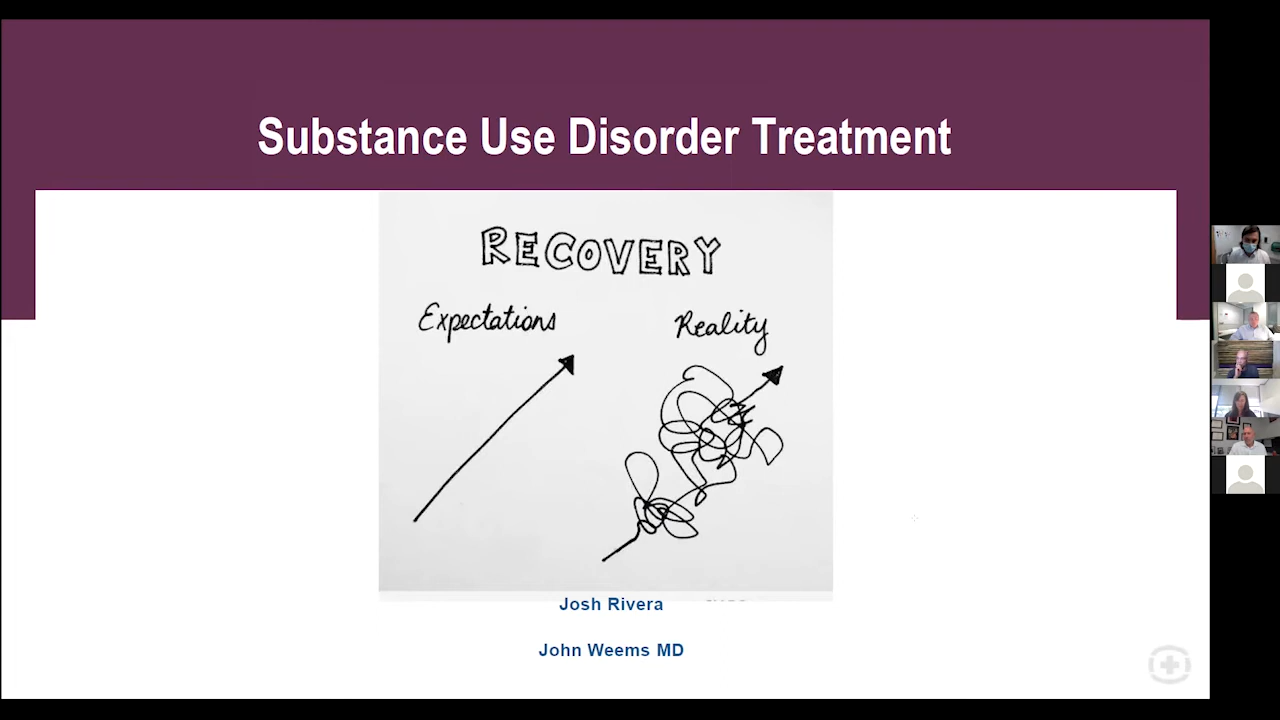 Substance Use Disorder Treatment
RECOVERY
Expectations
Reality
Josh Rivera
John Weems MD